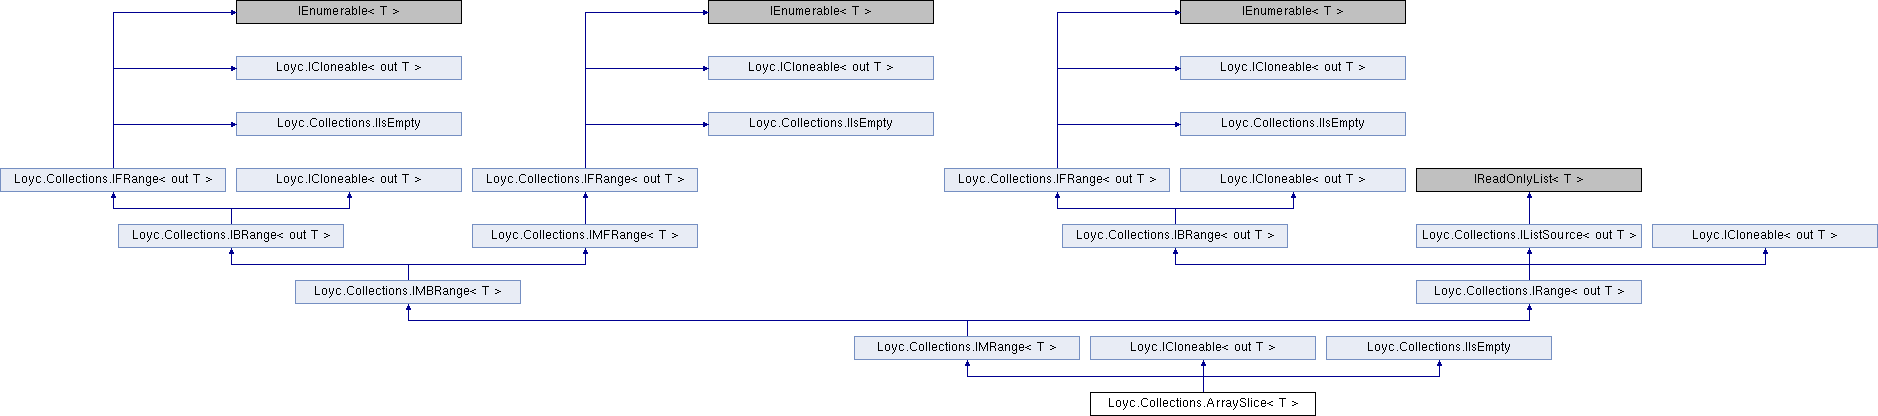 IEnumerable< T >
IEnumerable< T >
IEnumerable< T >
Loyc.ICloneable< out T >
Loyc.ICloneable< out T >
Loyc.ICloneable< out T >
Loyc.Collections.IIsEmpty
Loyc.Collections.IIsEmpty
Loyc.Collections.IIsEmpty
Loyc.Collections.IFRange< out T >
Loyc.ICloneable< out T >
Loyc.Collections.IFRange< out T >
Loyc.Collections.IFRange< out T >
Loyc.ICloneable< out T >
IReadOnlyList< T >
Loyc.Collections.IBRange< out T >
Loyc.Collections.IMFRange< T >
Loyc.Collections.IBRange< out T >
Loyc.Collections.IListSource< out T >
Loyc.ICloneable< out T >
Loyc.Collections.IMBRange< T >
Loyc.Collections.IRange< out T >
Loyc.Collections.IMRange< T >
Loyc.ICloneable< out T >
Loyc.Collections.IIsEmpty
Loyc.Collections.ArraySlice< T >